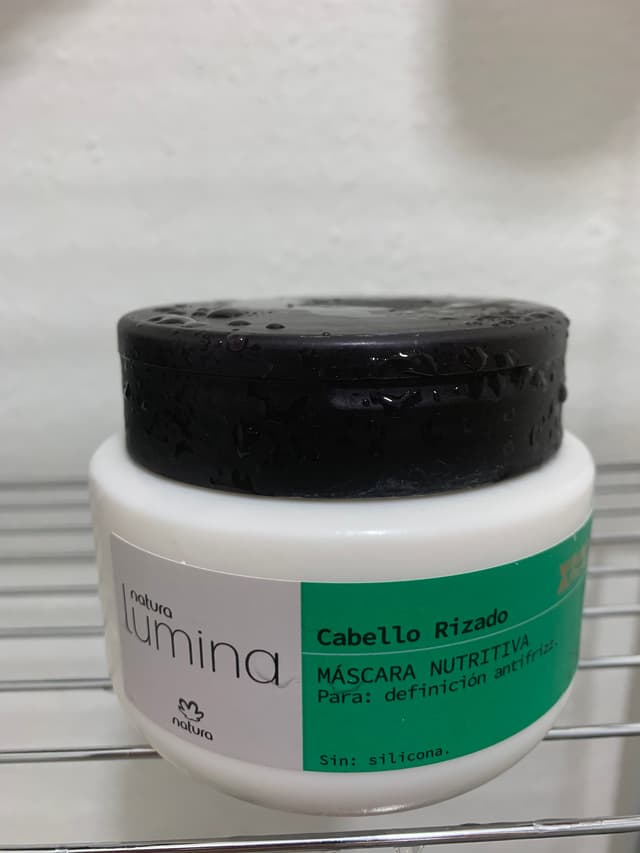 natura
Lumina
natura
Cabello Rizado
MÁSCARA NUTRITIVA
Para: definición antifrizz.
Sin: silicona.